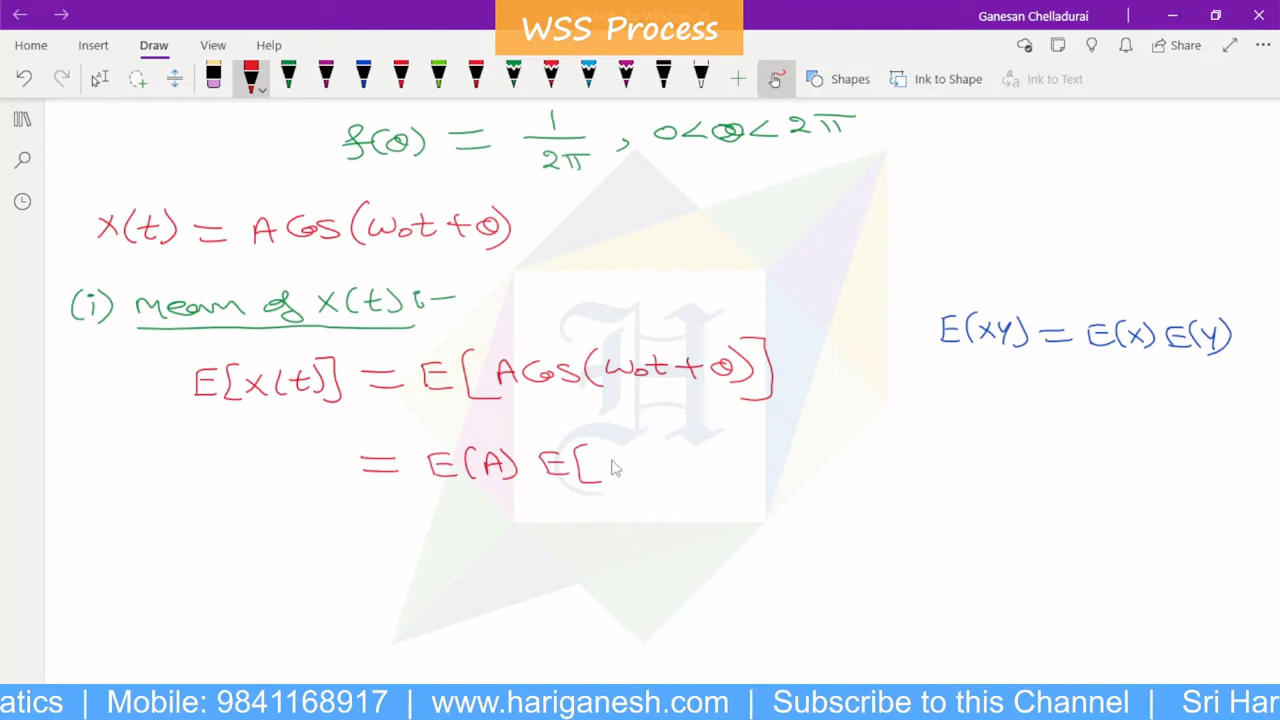 WSS Process
Ganesan Chelladurai
Home Insert Draw View Help
Share
Shapes Ink to Shape Ink to Text
f(θ) = 1/2π , 0<θ<2π
X(t) = A Cos(ω₀t+θ)
(i) mean of X(t):-
E(XY) = E(X) E(Y)
E[X(t)] = E[A Cos(ω₀t+θ)]
= E(A) E[
H
atics | Mobile: 9841168917 | www.hariganesh.com | Subscribe to this Channel | Sri Har